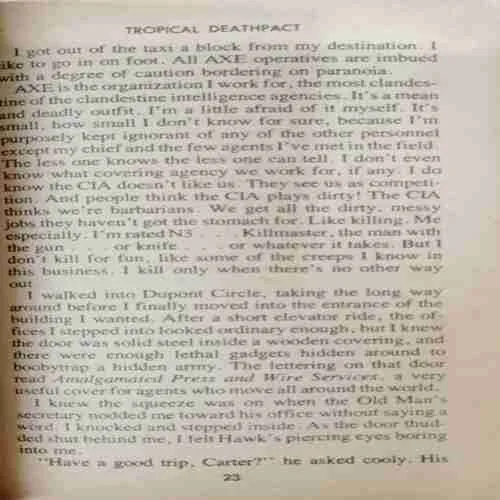 TROPICAL DEATHPACT
I got out of the taxi a block from my destination. I
like to go in on foot. All AXE operatives are imbued
with a degree of caution bordering on paranoia.
AXE is the organization I work for, the most clandes-
tine of the clandestine intelligence agencies. It's a mean
and deadly outfit. I'm a little afraid of it myself. It's
small, how small I don't know for sure, because I'm
purposely kept ignorant of any of the other personnel
except my chief and the few agents I've met in the field.
The less one knows the less one can tell. I don't even
know what covering agency we work for, if any. I do
know the CIA doesn't like us. They see us as competi-
tion. And people think the CIA plays dirty! The CIA
thinks we're barbarians. We get all the dirty, messy
jobs they haven't got the stomach for. Like killing. Me
especially. I'm rated N3 . . . Killmaster, the man with
the gun . . . or knife . . . or whatever it takes. But I
don't kill for fun, like some of the creeps I know in
this business. I kill only when there's no other way
out
I walked into Dupont Circle, taking the long way
around before I finally moved into the entrance of the
building I wanted. After a short elevator ride, the of-
fices I stepped into looked ordinary enough, but I knew
the door was solid steel inside a wooden covering, and
there were enough lethal gadgets hidden around to
boobytrap a hidden army. The lettering on that door
read Amalgamated Press and Wire Services, a very
useful cover for agents who move all around the world.
I knew the squeeze was on when the Old Man's
secretary nodded me toward his office without saying a
word. I knocked and stepped inside. As the door thud-
ded shut behind me, I felt Hawk's piercing eyes boring
into me.
"Have a good trip, Carter?" he asked cooly. His
23